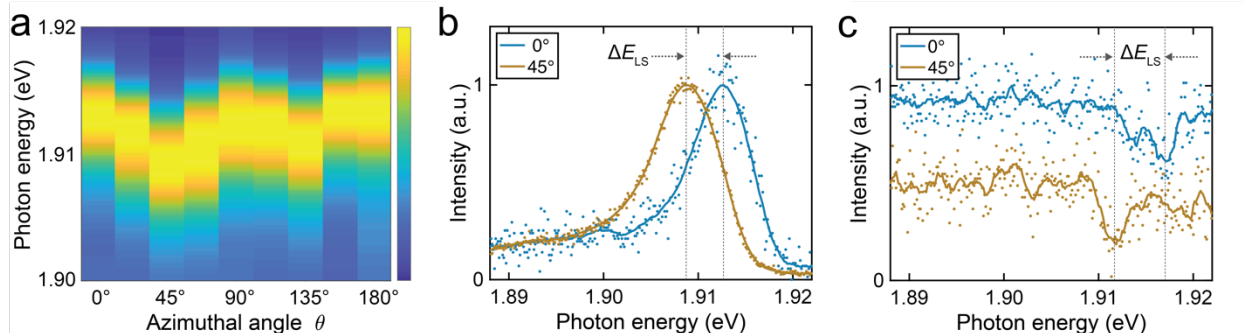 a
1.92
1.91
1.90
Photon energy (eV)
0° 45° 90° 135° 180°
Azimuthal angle θ
b
0°
45°
ΔE_LS
1
0
Intensity (a.u.)
1.89 1.90 1.91 1.92
Photon energy (eV)
c
0°
45°
ΔE_LS
1
0
Intensity (a.u.)
1.89 1.90 1.91 1.92
Photon energy (eV)